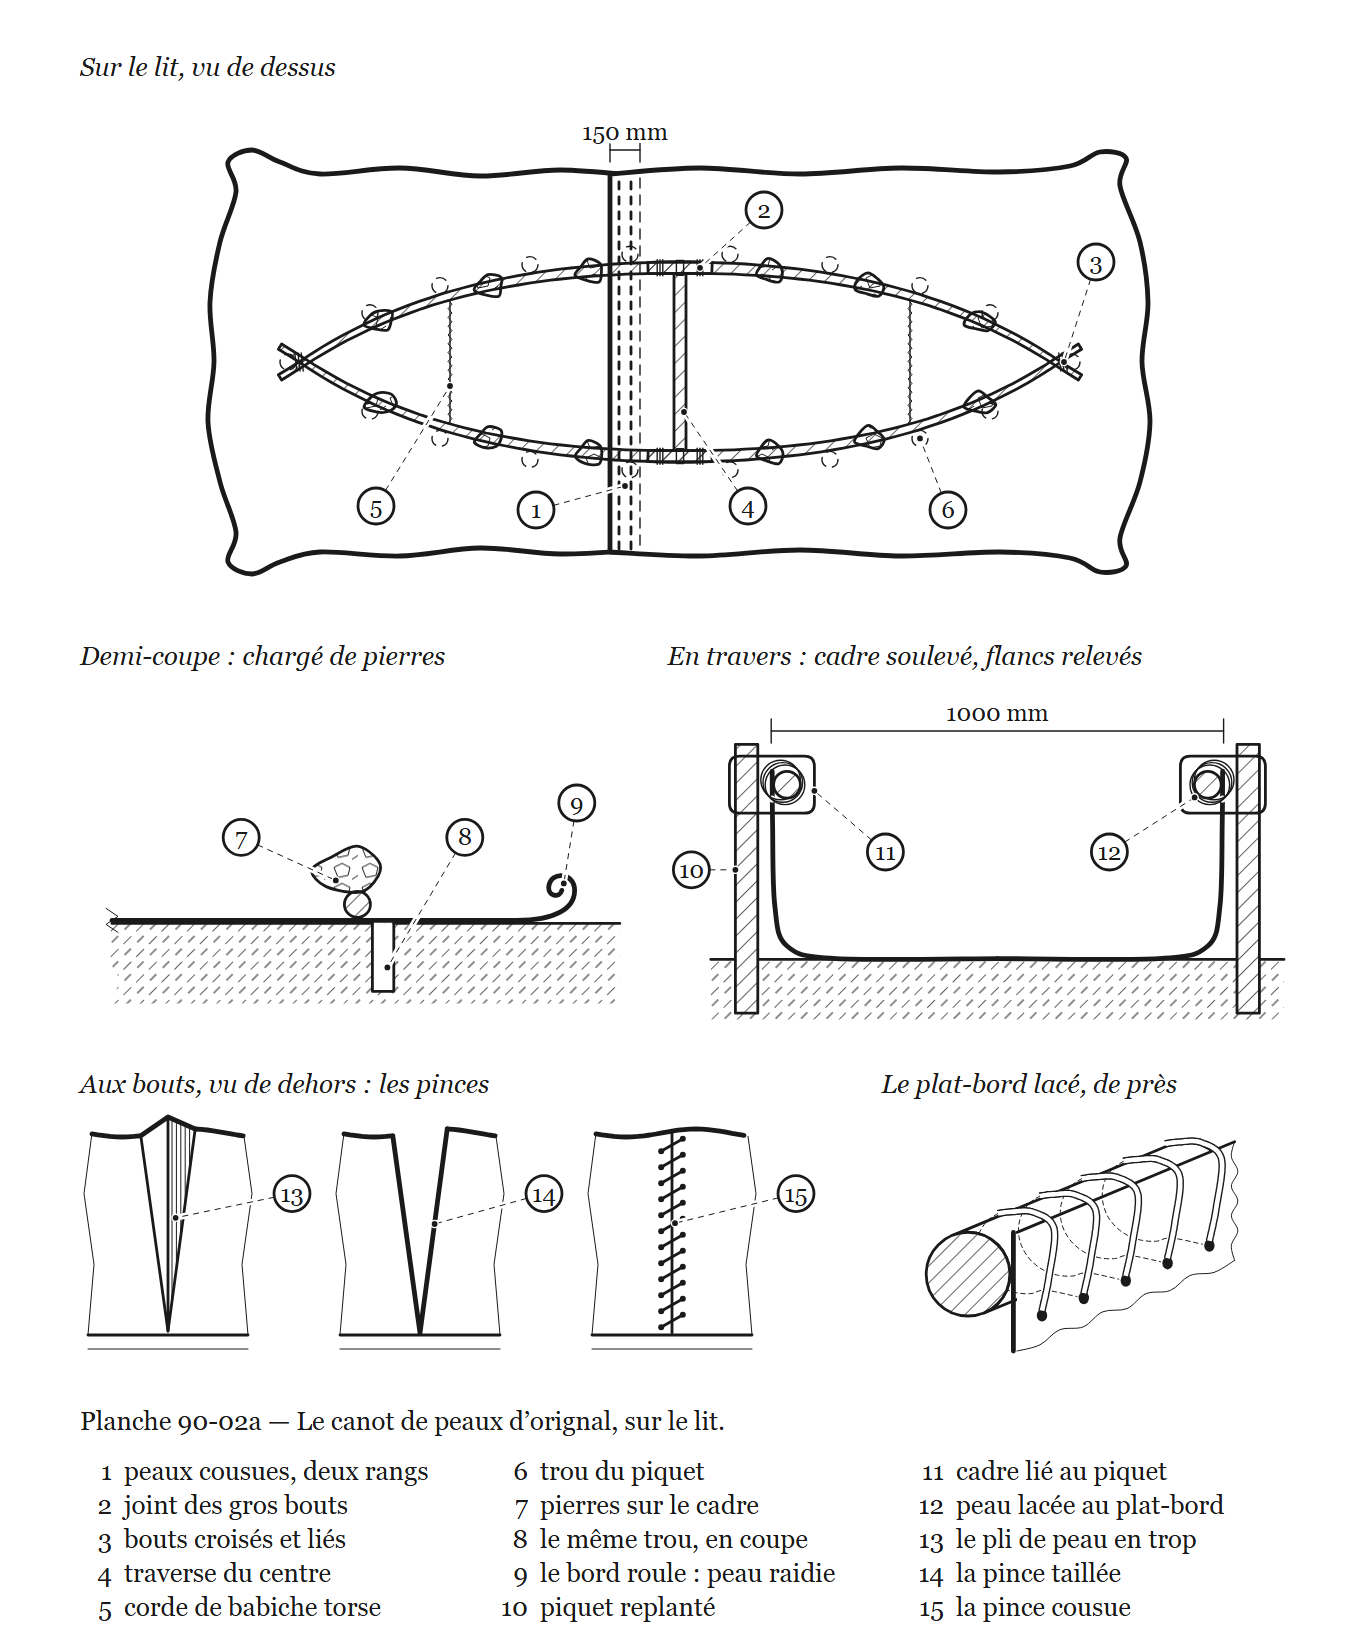 Sur le lit, vu de dessus
150 mm
2
3
5
1
4
6
Demi-coupe : chargé de pierres
En travers : cadre soulevé, flancs relevés
1000 mm
9
7
8
11
12
10
Aux bouts, vu de dehors : les pinces
Le plat-bord lacé, de près
13
14
15
Planche 90-02a — Le canot de peaux d’orignal, sur le lit.
1 peaux cousues, deux rangs
2 joint des gros bouts
3 bouts croisés et liés
4 traverse du centre
5 corde de babiche torse
6 trou du piquet
7 pierres sur le cadre
8 le même trou, en coupe
9 le bord roule : peau raidie
10 piquet replanté
11 cadre lié au piquet
12 peau lacée au plat-bord
13 le pli de peau en trop
14 la pince taillée
15 la pince cousue